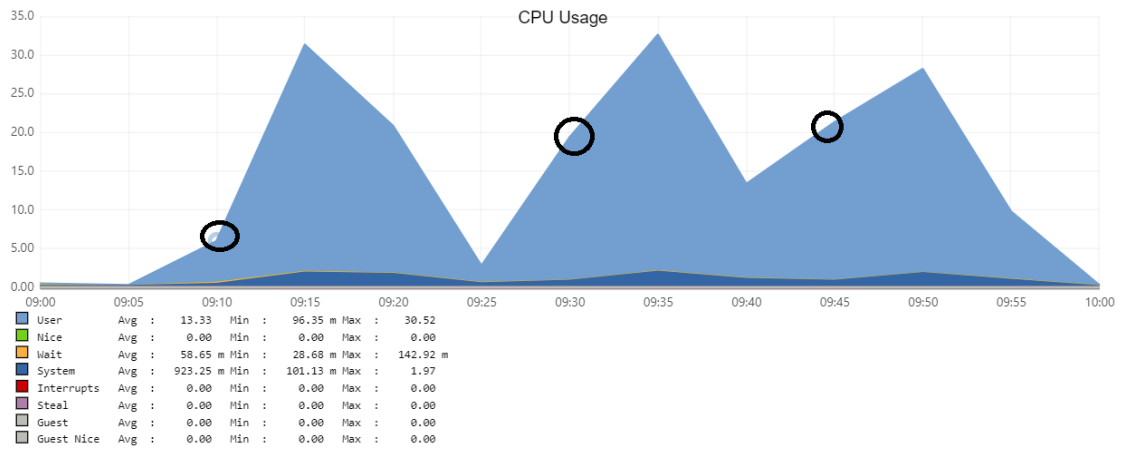 CPU Usage
35.0
30.0
25.0
20.0
15.0
10.0
5.00
0.00
09:00 09:05 09:10 09:15 09:20 09:25 09:30 09:35 09:40 09:45 09:50 09:55 10:00
User Avg : 13.33 Min : 96.35 m Max : 30.52
Nice Avg : 0.00 Min : 0.00 Max : 0.00
Wait Avg : 58.65 m Min : 28.68 m Max : 142.92 m
System Avg : 923.25 m Min : 101.13 m Max : 1.97
Interrupts Avg : 0.00 Min : 0.00 Max : 0.00
Steal Avg : 0.00 Min : 0.00 Max : 0.00
Guest Avg : 0.00 Min : 0.00 Max : 0.00
Guest Nice Avg : 0.00 Min : 0.00 Max : 0.00